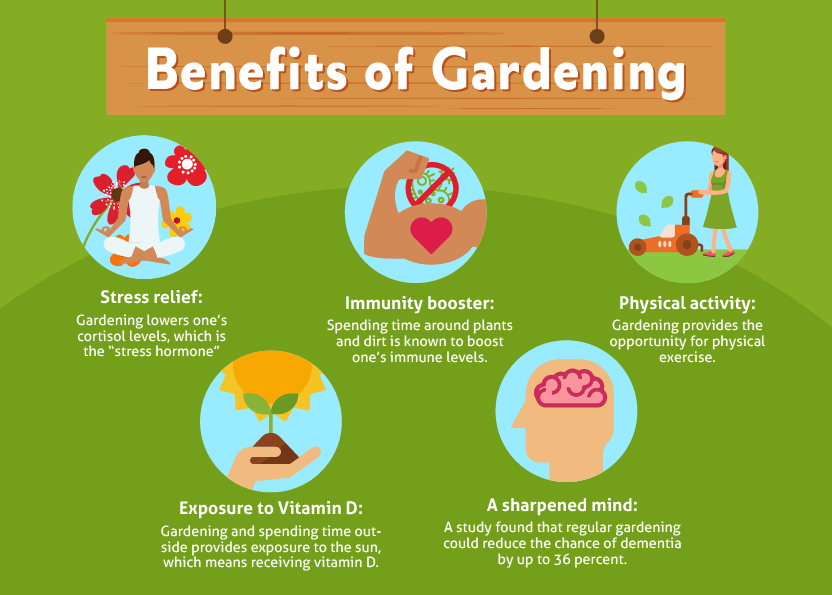 Benefits of Gardening
Stress relief:
Gardening lowers one's
cortisol levels, which is
the “stress hormone”
Immunity booster:
Spending time around plants
and dirt is known to boost
one's immune levels.
Physical activity:
Gardening provides the
opportunity for physical
exercise.
Exposure to Vitamin D:
Gardening and spending time out-
side provides exposure to the sun,
which means receiving vitamin D.
A sharpened mind:
A study found that regular gardening
could reduce the chance of dementia
by up to 36 percent.